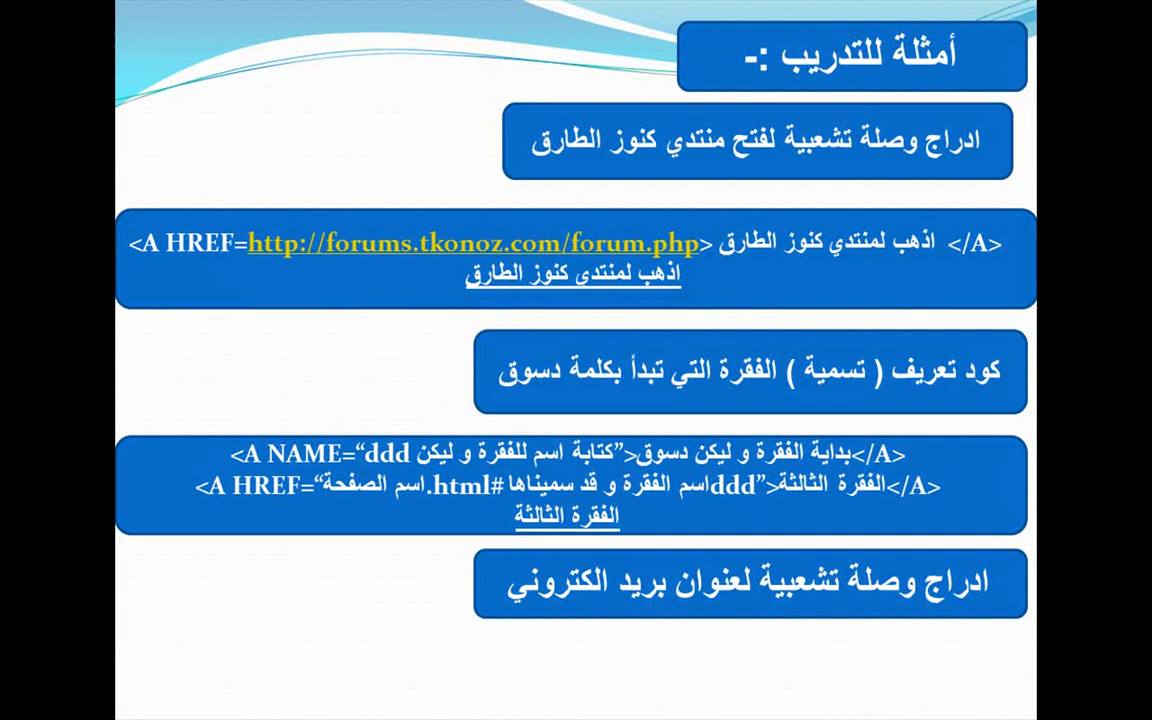 أمثلة للتدريب :-
ادراج وصلة تشعبية لفتح منتدي كنوز الطارق
<A HREF=http://forums.tkonoz.com/forum.php> اذهب لمنتدي كنوز الطارق </A>
اذهب لمنتدي كنوز الطارق
كود تعريف ( تسمية ) الفقرة التي تبدأ بكلمة دسوق
<A NAME=“ddd كتابة اسم للفقرة و ليكن”>بداية الفقرة و ليكن دسوق</A>
<A HREF=“اسم الصفحة.html#اسم الفقرة و قد سميناها ddd”>الفقرة الثالثة</A>
الفقرة الثالثة
ادراج وصلة تشعبية لعنوان بريد الكتروني